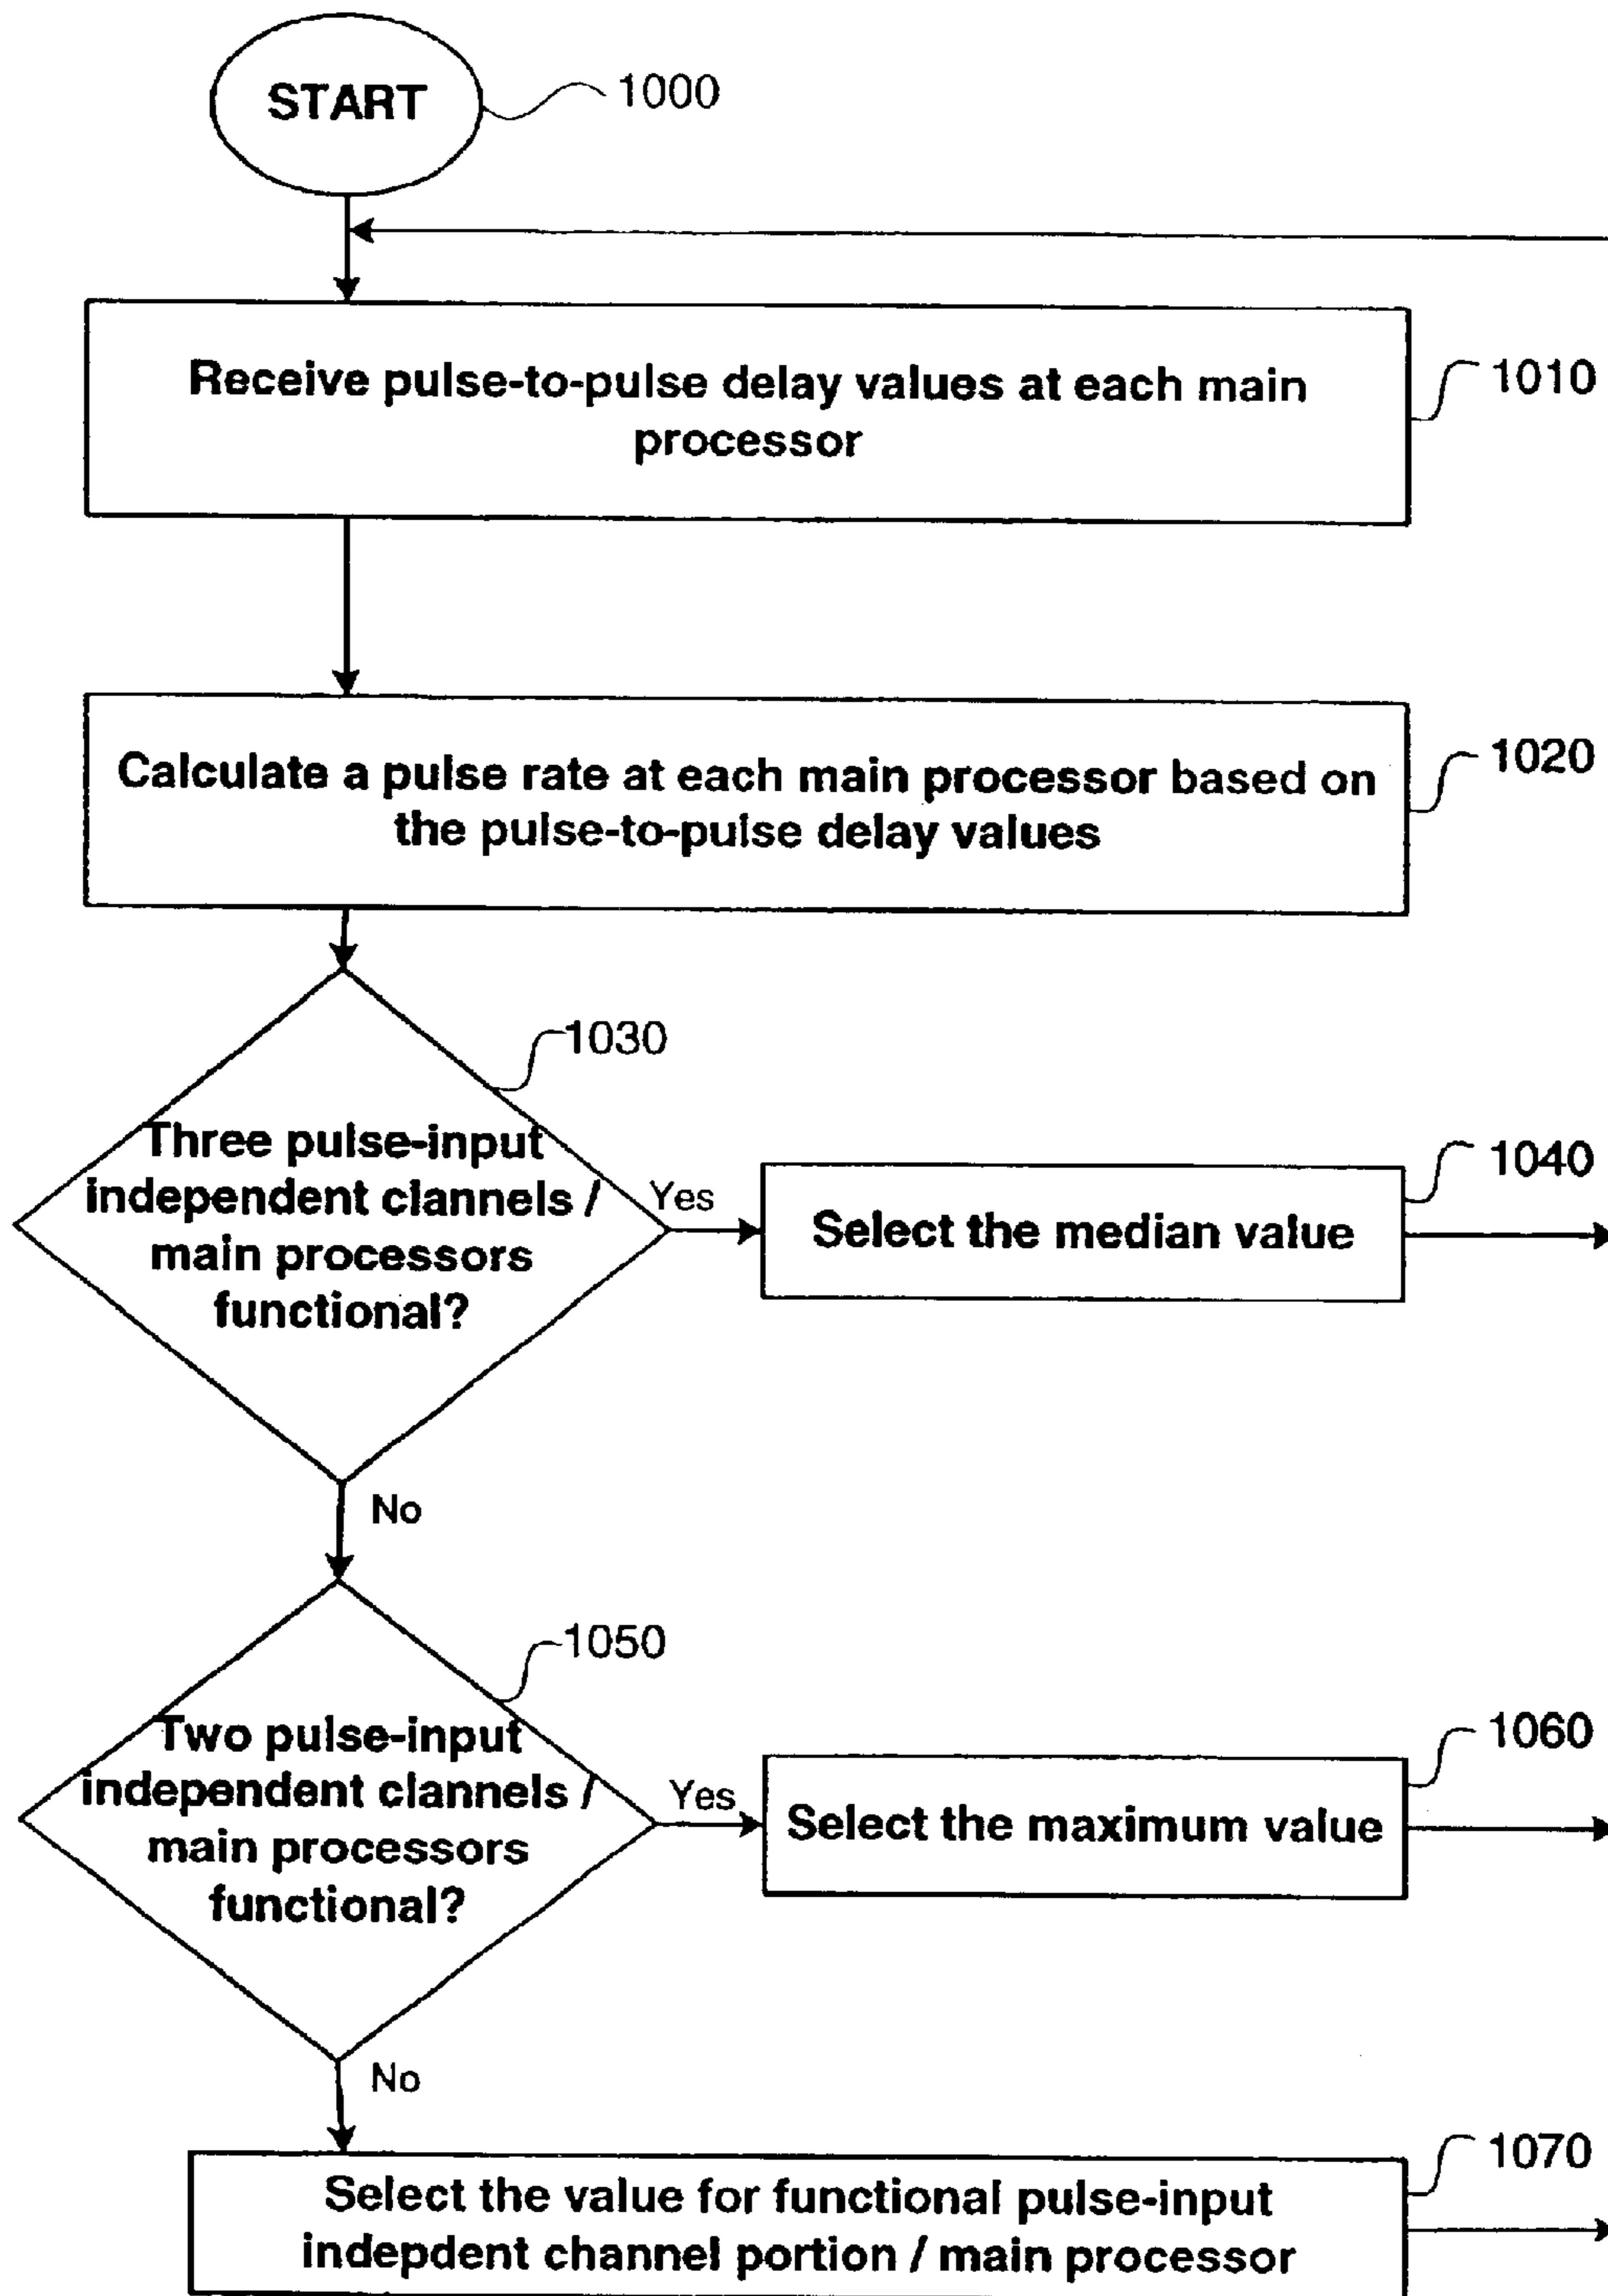 START
1000
Receive pulse-to-pulse delay values at each main
processor
1010
Calculate a pulse rate at each main processor based on
the pulse-to-pulse delay values
1020
1030
Three pulse-input
independent clannels /
main processors
functional?
Yes
Select the median value
1040
No
1050
Two pulse-input
independent clannels /
main processors
functional?
Yes
Select the maximum value
1060
No
Select the value for functional pulse-input
indepdent channel portion / main processor
1070